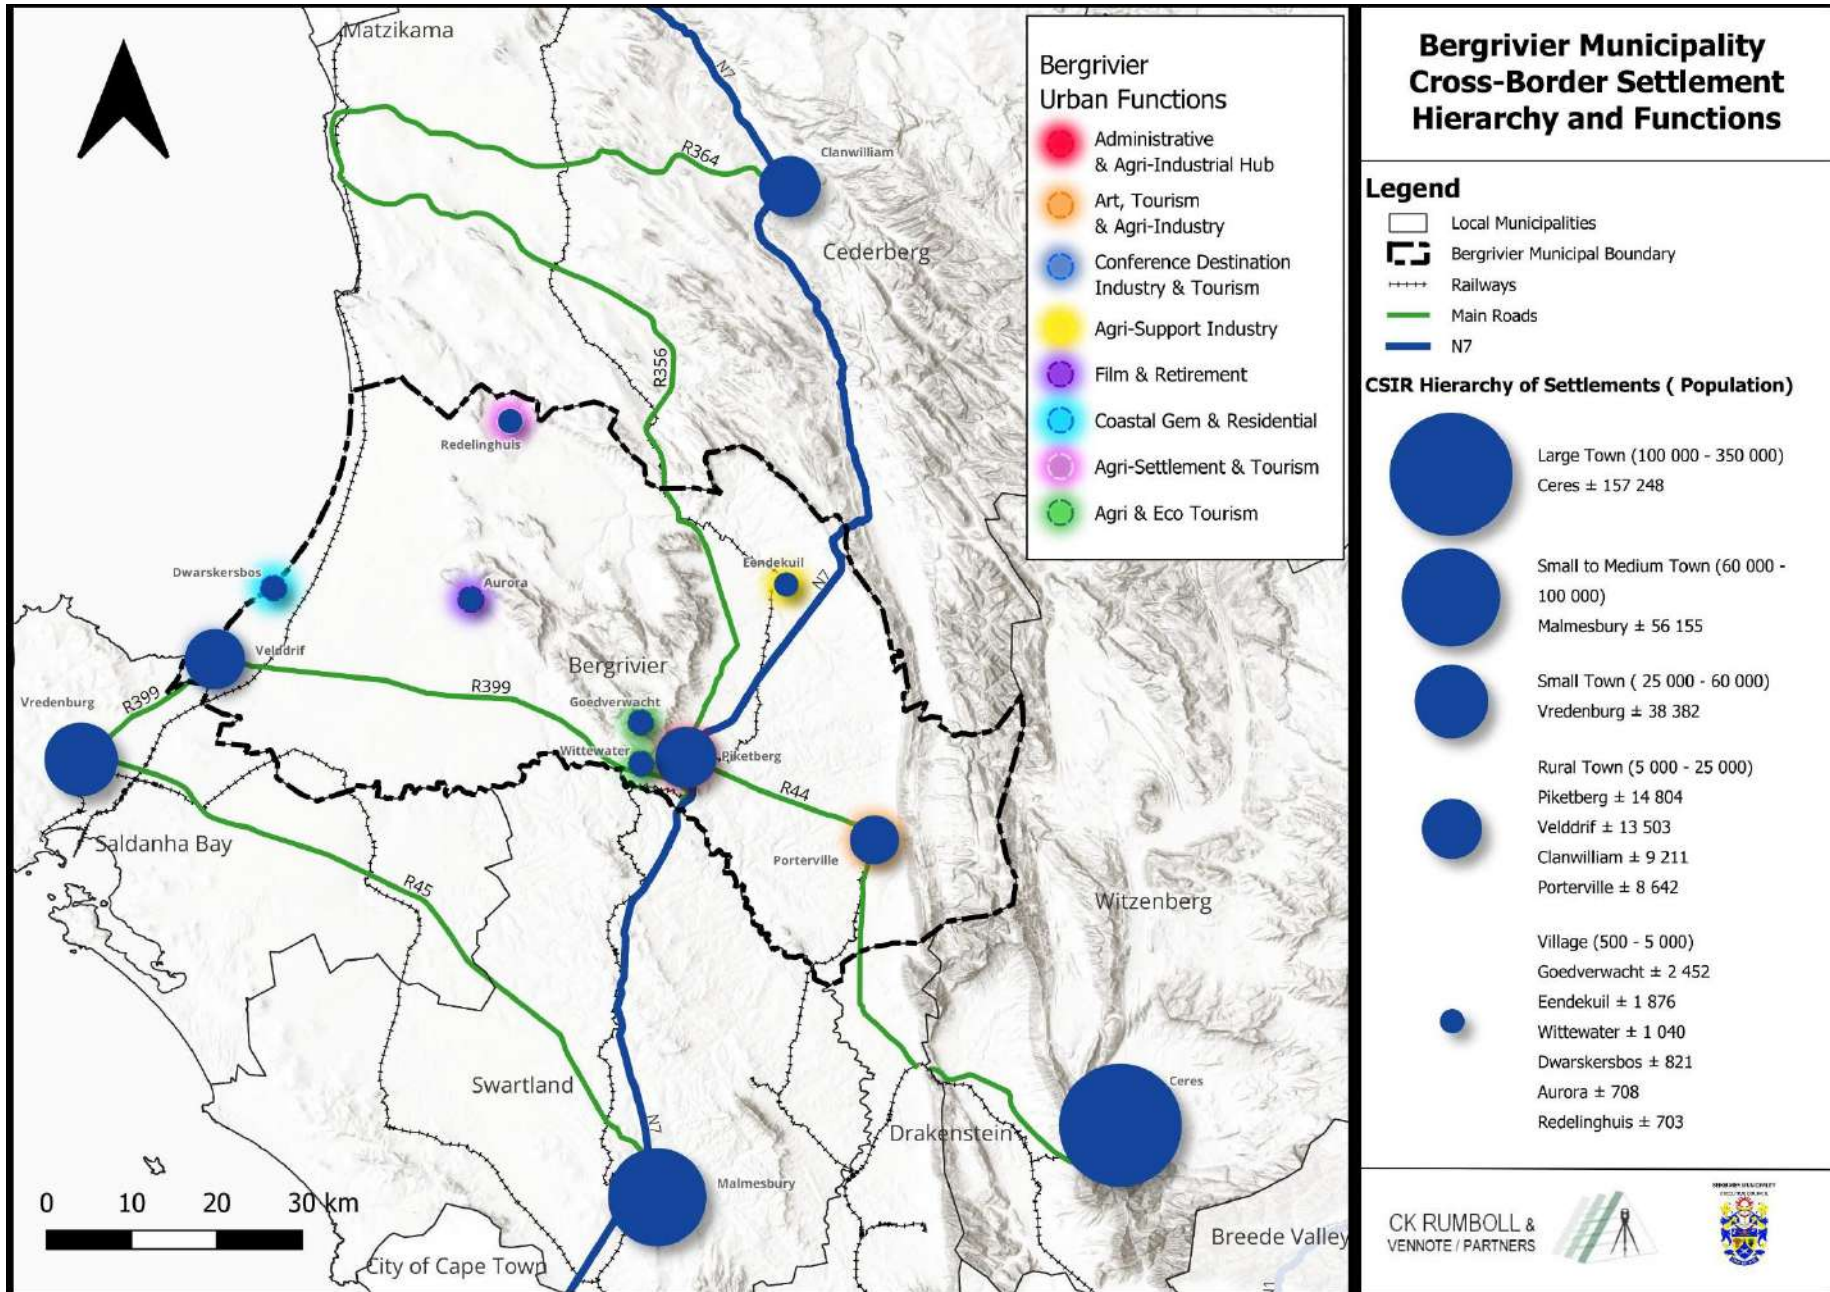 Matzikama
N7
R364
Clanwilliam
Cederberg
R356
Redelinghuis
Dwarskersbos
Aurora
Eendekuil
N7
Velddrif
Bergrivier
R399
Goedverwacht
R399
Vredenburg
Wittewater
Piketberg
R44
Saldanha Bay
Porterville
R45
Witzenberg
Swartland
Ceres
N7
Drakenstein
Malmesbury
0 10 20 30 km
City of Cape Town
Breede Valley
Bergrivier
Urban Functions
Administrative
& Agri-Industrial Hub
Art, Tourism
& Agri-Industry
Conference Destination
Industry & Tourism
Agri-Support Industry
Film & Retirement
Coastal Gem & Residential
Agri-Settlement & Tourism
Agri & Eco Tourism
Bergrivier Municipality
Cross-Border Settlement
Hierarchy and Functions
Legend
Local Municipalities
Bergrivier Municipal Boundary
Railways
Main Roads
N7
CSIR Hierarchy of Settlements ( Population)
Large Town (100 000 - 350 000)
Ceres ± 157 248
Small to Medium Town (60 000 -
100 000)
Malmesbury ± 56 155
Small Town ( 25 000 - 60 000)
Vredenburg ± 38 382
Rural Town (5 000 - 25 000)
Piketberg ± 14 804
Velddrif ± 13 503
Clanwilliam ± 9 211
Porterville ± 8 642
Village (500 - 5 000)
Goedverwacht ± 2 452
Eendekuil ± 1 876
Wittewater ± 1 040
Dwarskersbos ± 821
Aurora ± 708
Redelinghuis ± 703
CK RUMBOLL &
VENNOTE / PARTNERS
BERGRIVIER MUNICIPALITY